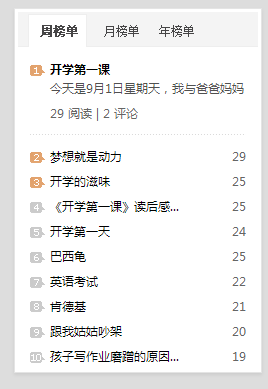 周榜单 月榜单 年榜单
1 开学第一课
今天是9月1日星期天，我与爸爸妈妈
29 阅读 | 2 评论
2 梦想就是动力 29
3 开学的滋味 25
4 《开学第一课》读后感... 25
5 开学第一天 24
6 巴西龟 25
7 英语考试 22
8 肯德基 21
9 跟我姑姑吵架 20
10 孩子写作业磨蹭的原因... 19